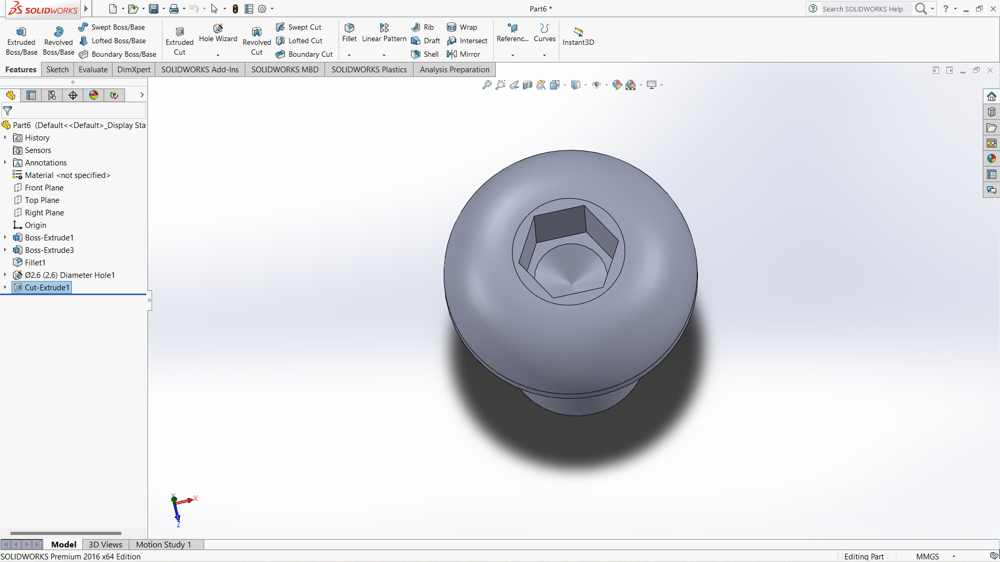 SOLIDWORKS
Part6 *
Search SOLIDWORKS Help
?
Extruded Boss/Base
Revolved Boss/Base
Swept Boss/Base
Lofted Boss/Base
Boundary Boss/Base
Extruded Cut
Hole Wizard
Revolved Cut
Swept Cut
Lofted Cut
Boundary Cut
Fillet
Linear Pattern
Rib
Draft
Shell
Wrap
Intersect
Mirror
Referenc...
Curves
Instant3D
Features
Sketch
Evaluate
DimXpert
SOLIDWORKS Add-Ins
SOLIDWORKS MBD
SOLIDWORKS Plastics
Analysis Preparation
Part6 (Default<<Default>_Display Sta
History
Sensors
Annotations
Material <not specified>
Front Plane
Top Plane
Right Plane
Origin
Boss-Extrude1
Boss-Extrude3
Fillet1
Ø2.6 (2.6) Diameter Hole1
Cut-Extrude1
Y
X
Z
Model
3D Views
Motion Study 1
SOLIDWORKS Premium 2016 x64 Edition
Editing Part
MMGS